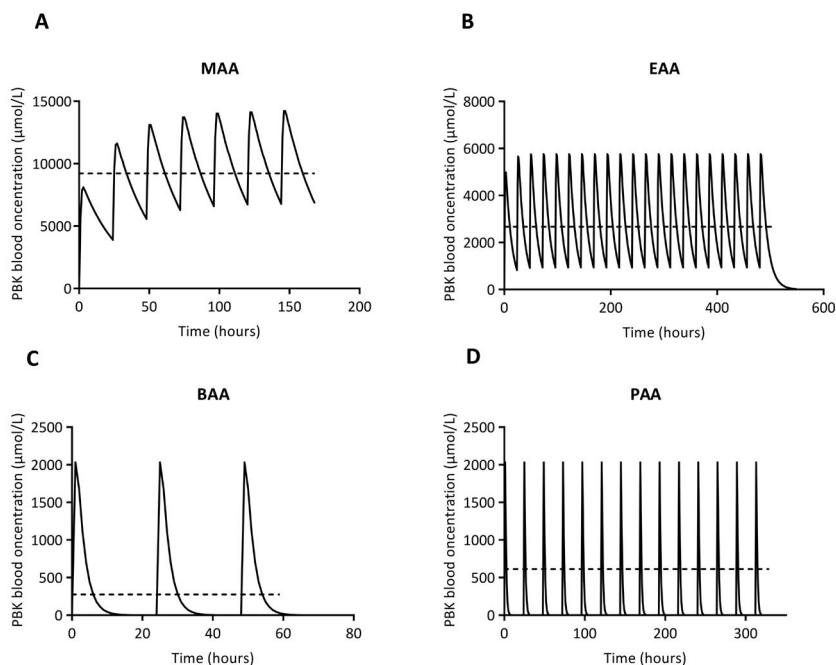 A
MAA
PBK blood oncentration (µmol/L)
15000
10000
5000
0
0 50 100 150 200
Time (hours)
B
EAA
PBK blood oncentration (µmol/L)
8000
6000
4000
2000
0
0 200 400 600
Time (hours)
C
BAA
PBK blood oncentration (µmol/L)
2500
2000
1500
1000
500
0
0 20 40 60 80
Time (hours)
D
PAA
PBK blood oncentration (µmol/L)
2500
2000
1500
1000
500
0
0 100 200 300
Time (hours)